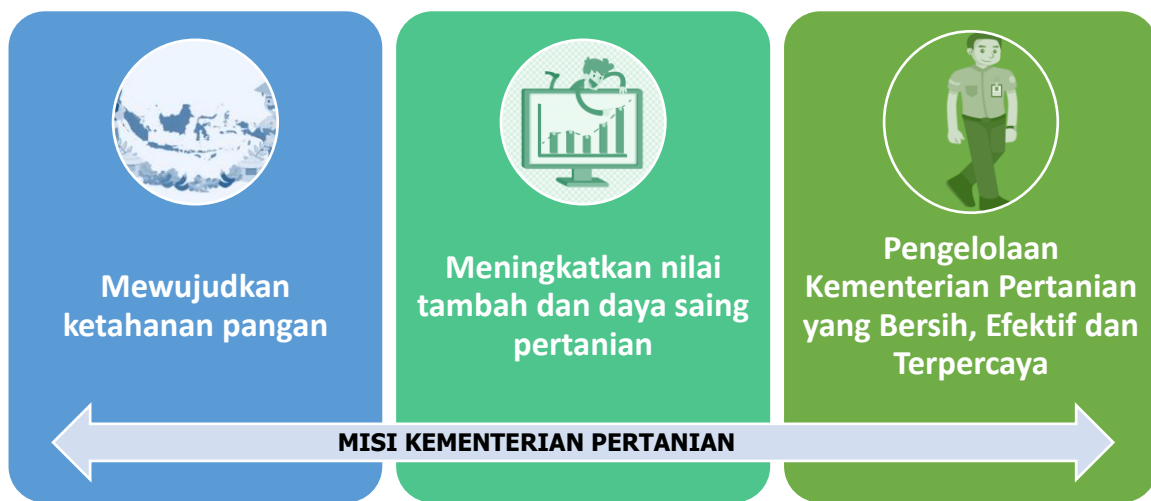 Mewujudkan
ketahanan pangan
Meningkatkan nilai
tambah dan daya saing
pertanian
Pengelolaan
Kementerian Pertanian
yang Bersih, Efektif dan
Terpercaya
MISI KEMENTERIAN PERTANIAN